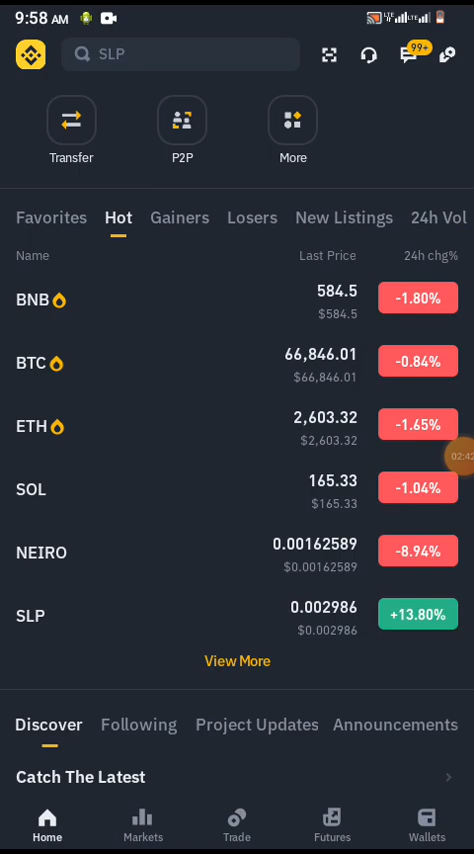 9:58 AM
LTE LTE
SLP
99+
Transfer P2P More
Favorites Hot Gainers Losers New Listings 24h Vol
Name Last Price 24h chg%
BNB 584.5 -1.80%
$584.5
BTC 66,846.01 -0.84%
$66,846.01
ETH 2,603.32 -1.65%
$2,603.32
02:42
SOL 165.33 -1.04%
$165.33
NEIRO 0.00162589 -8.94%
$0.00162589
SLP 0.002986 +13.80%
$0.002986
View More
Discover Following Project Updates Announcements
Catch The Latest
Home Markets Trade Futures Wallets